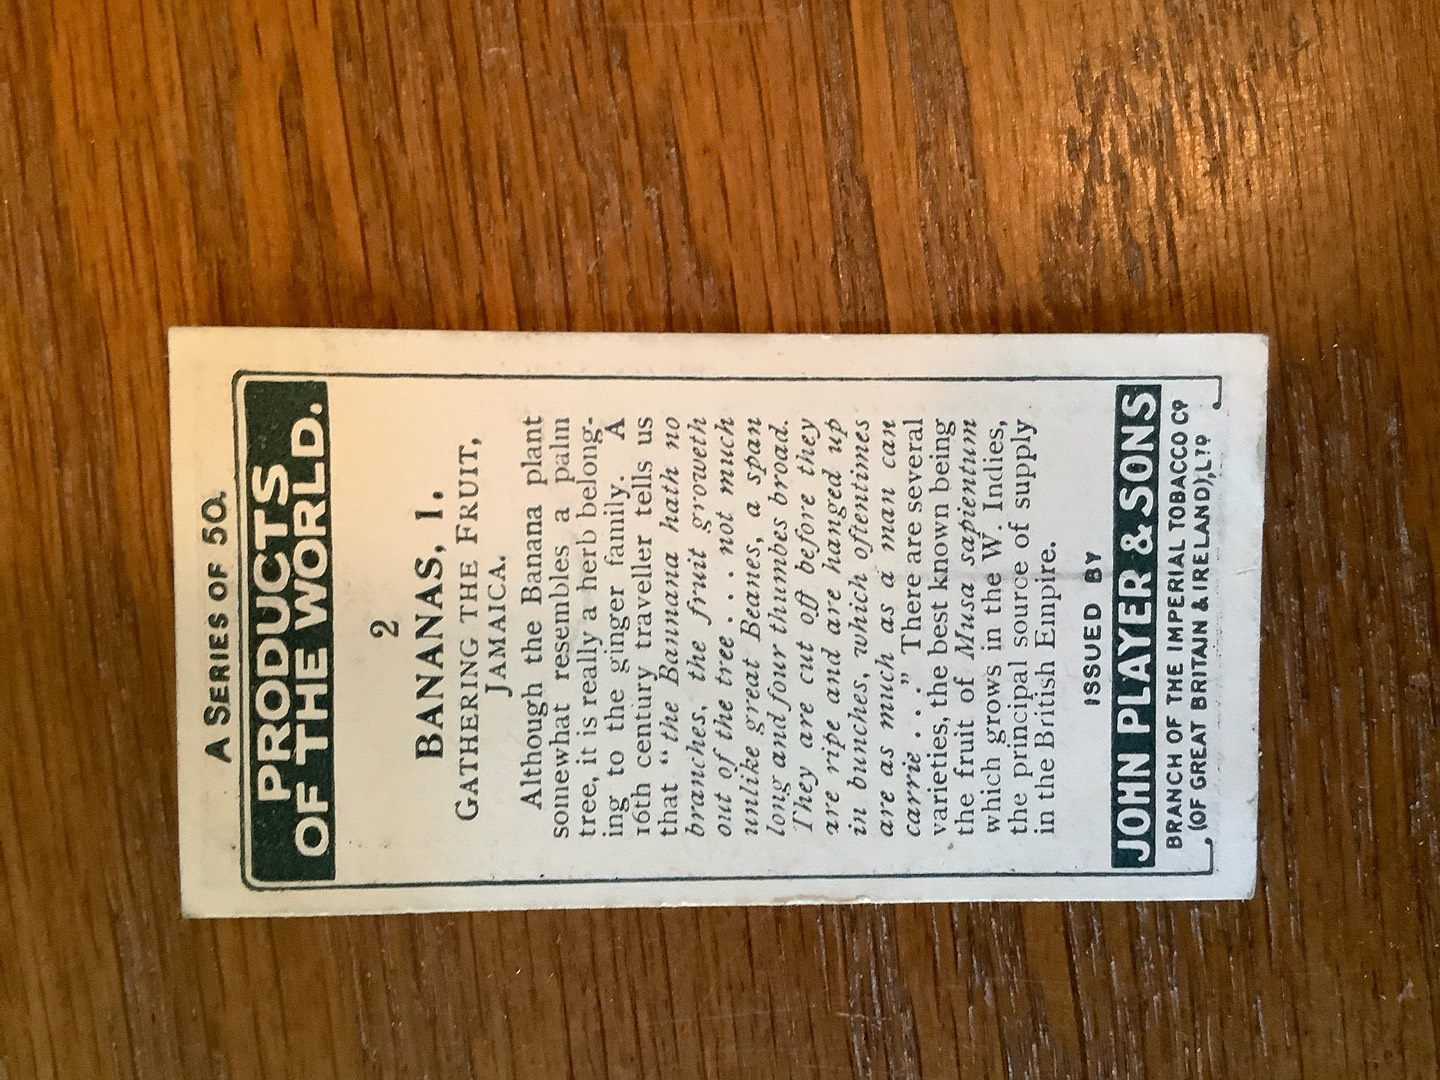 A SERIES OF 50.
PRODUCTS
OF THE WORLD.
2
BANANAS, 1.
GATHERING THE FRUIT,
JAMAICA.
Although the Banana plant
somewhat resembles a palm
tree, it is really a herb belong-
ing to the ginger family. A
16th century traveller tells us
that “ the Bannana hath no
branches, the fruit groweth
out of the tree . . . not much
unlike great Beanes, a span
long and four thumbes broad.
They are cut off before they
are ripe and are hanged up
in bunches, which oftentimes
are as much as a man can
carrie . . .” There are several
varieties, the best known being
the fruit of Musa sapientum
which grows in the W. Indies,
the principal source of supply
in the British Empire.
ISSUED BY
JOHN PLAYER & SONS
BRANCH OF THE IMPERIAL TOBACCO Cº
(OF GREAT BRITAIN & IRELAND), LTD